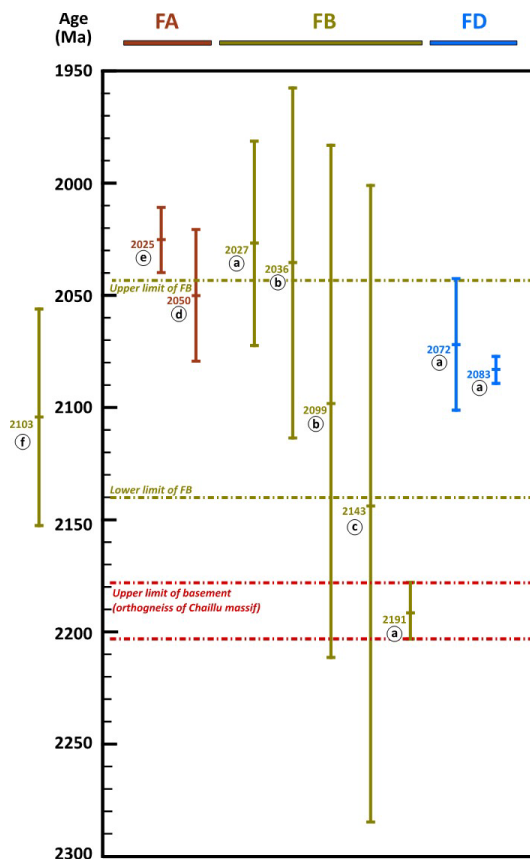 Age
(Ma)
FA
FB
FD
1950
2000
2050
2100
2150
2200
2250
2300
2025
e
2050
d
2027
a
2036
b
2099
b
2143
c
2191
a
2072
a
2083
a
2103
f
Upper limit of FB
Lower limit of FB
Upper limit of basement
(orthogneiss of Chaillu massif)